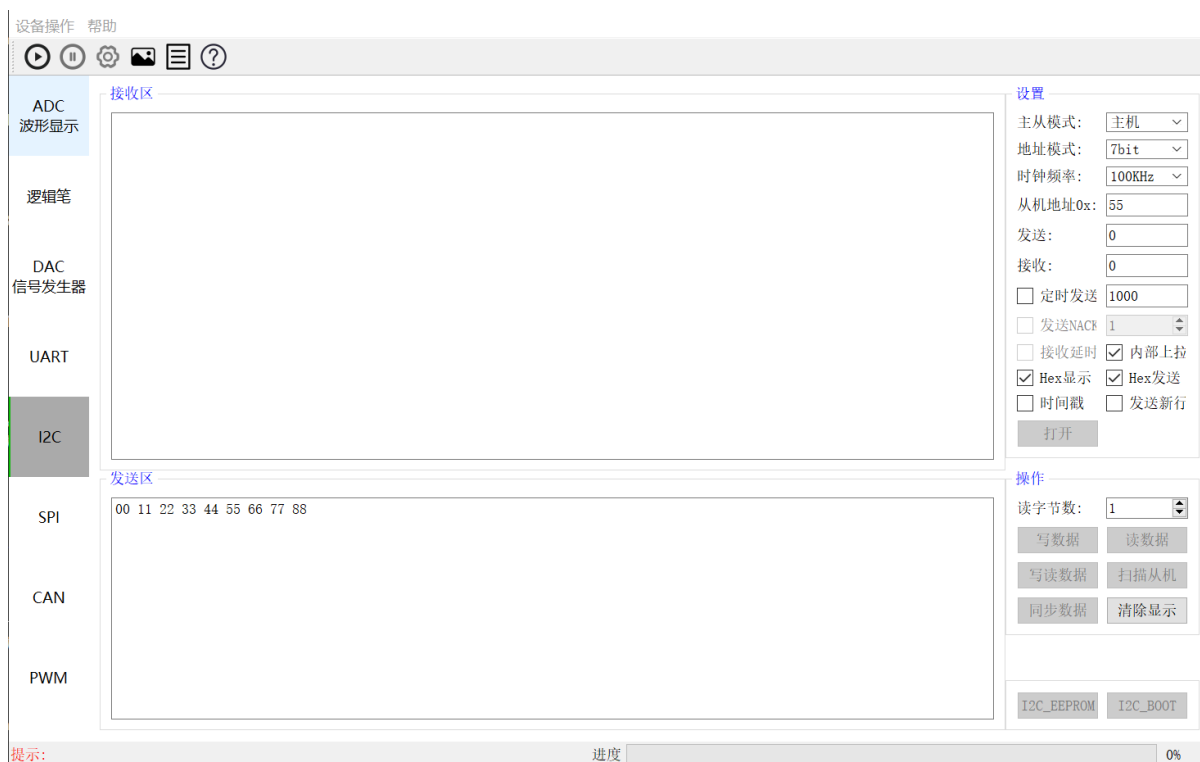 设备操作 帮助
ADC
波形显示
逻辑笔
DAC
信号发生器
UART
I2C
SPI
CAN
PWM
接收区
发送区
00 11 22 33 44 55 66 77 88
设置
主从模式: 主机
地址模式: 7bit
时钟频率: 100KHz
从机地址0x: 55
发送: 0
接收: 0
定时发送 1000
发送NACK 1
接收延时 内部上拉
Hex显示 Hex发送
时间戳 发送新行
打开
操作
读字节数: 1
写数据 读数据
写读数据 扫描从机
同步数据 清除显示
I2C_EEPROM I2C_BOOT
提示: 进度 0%